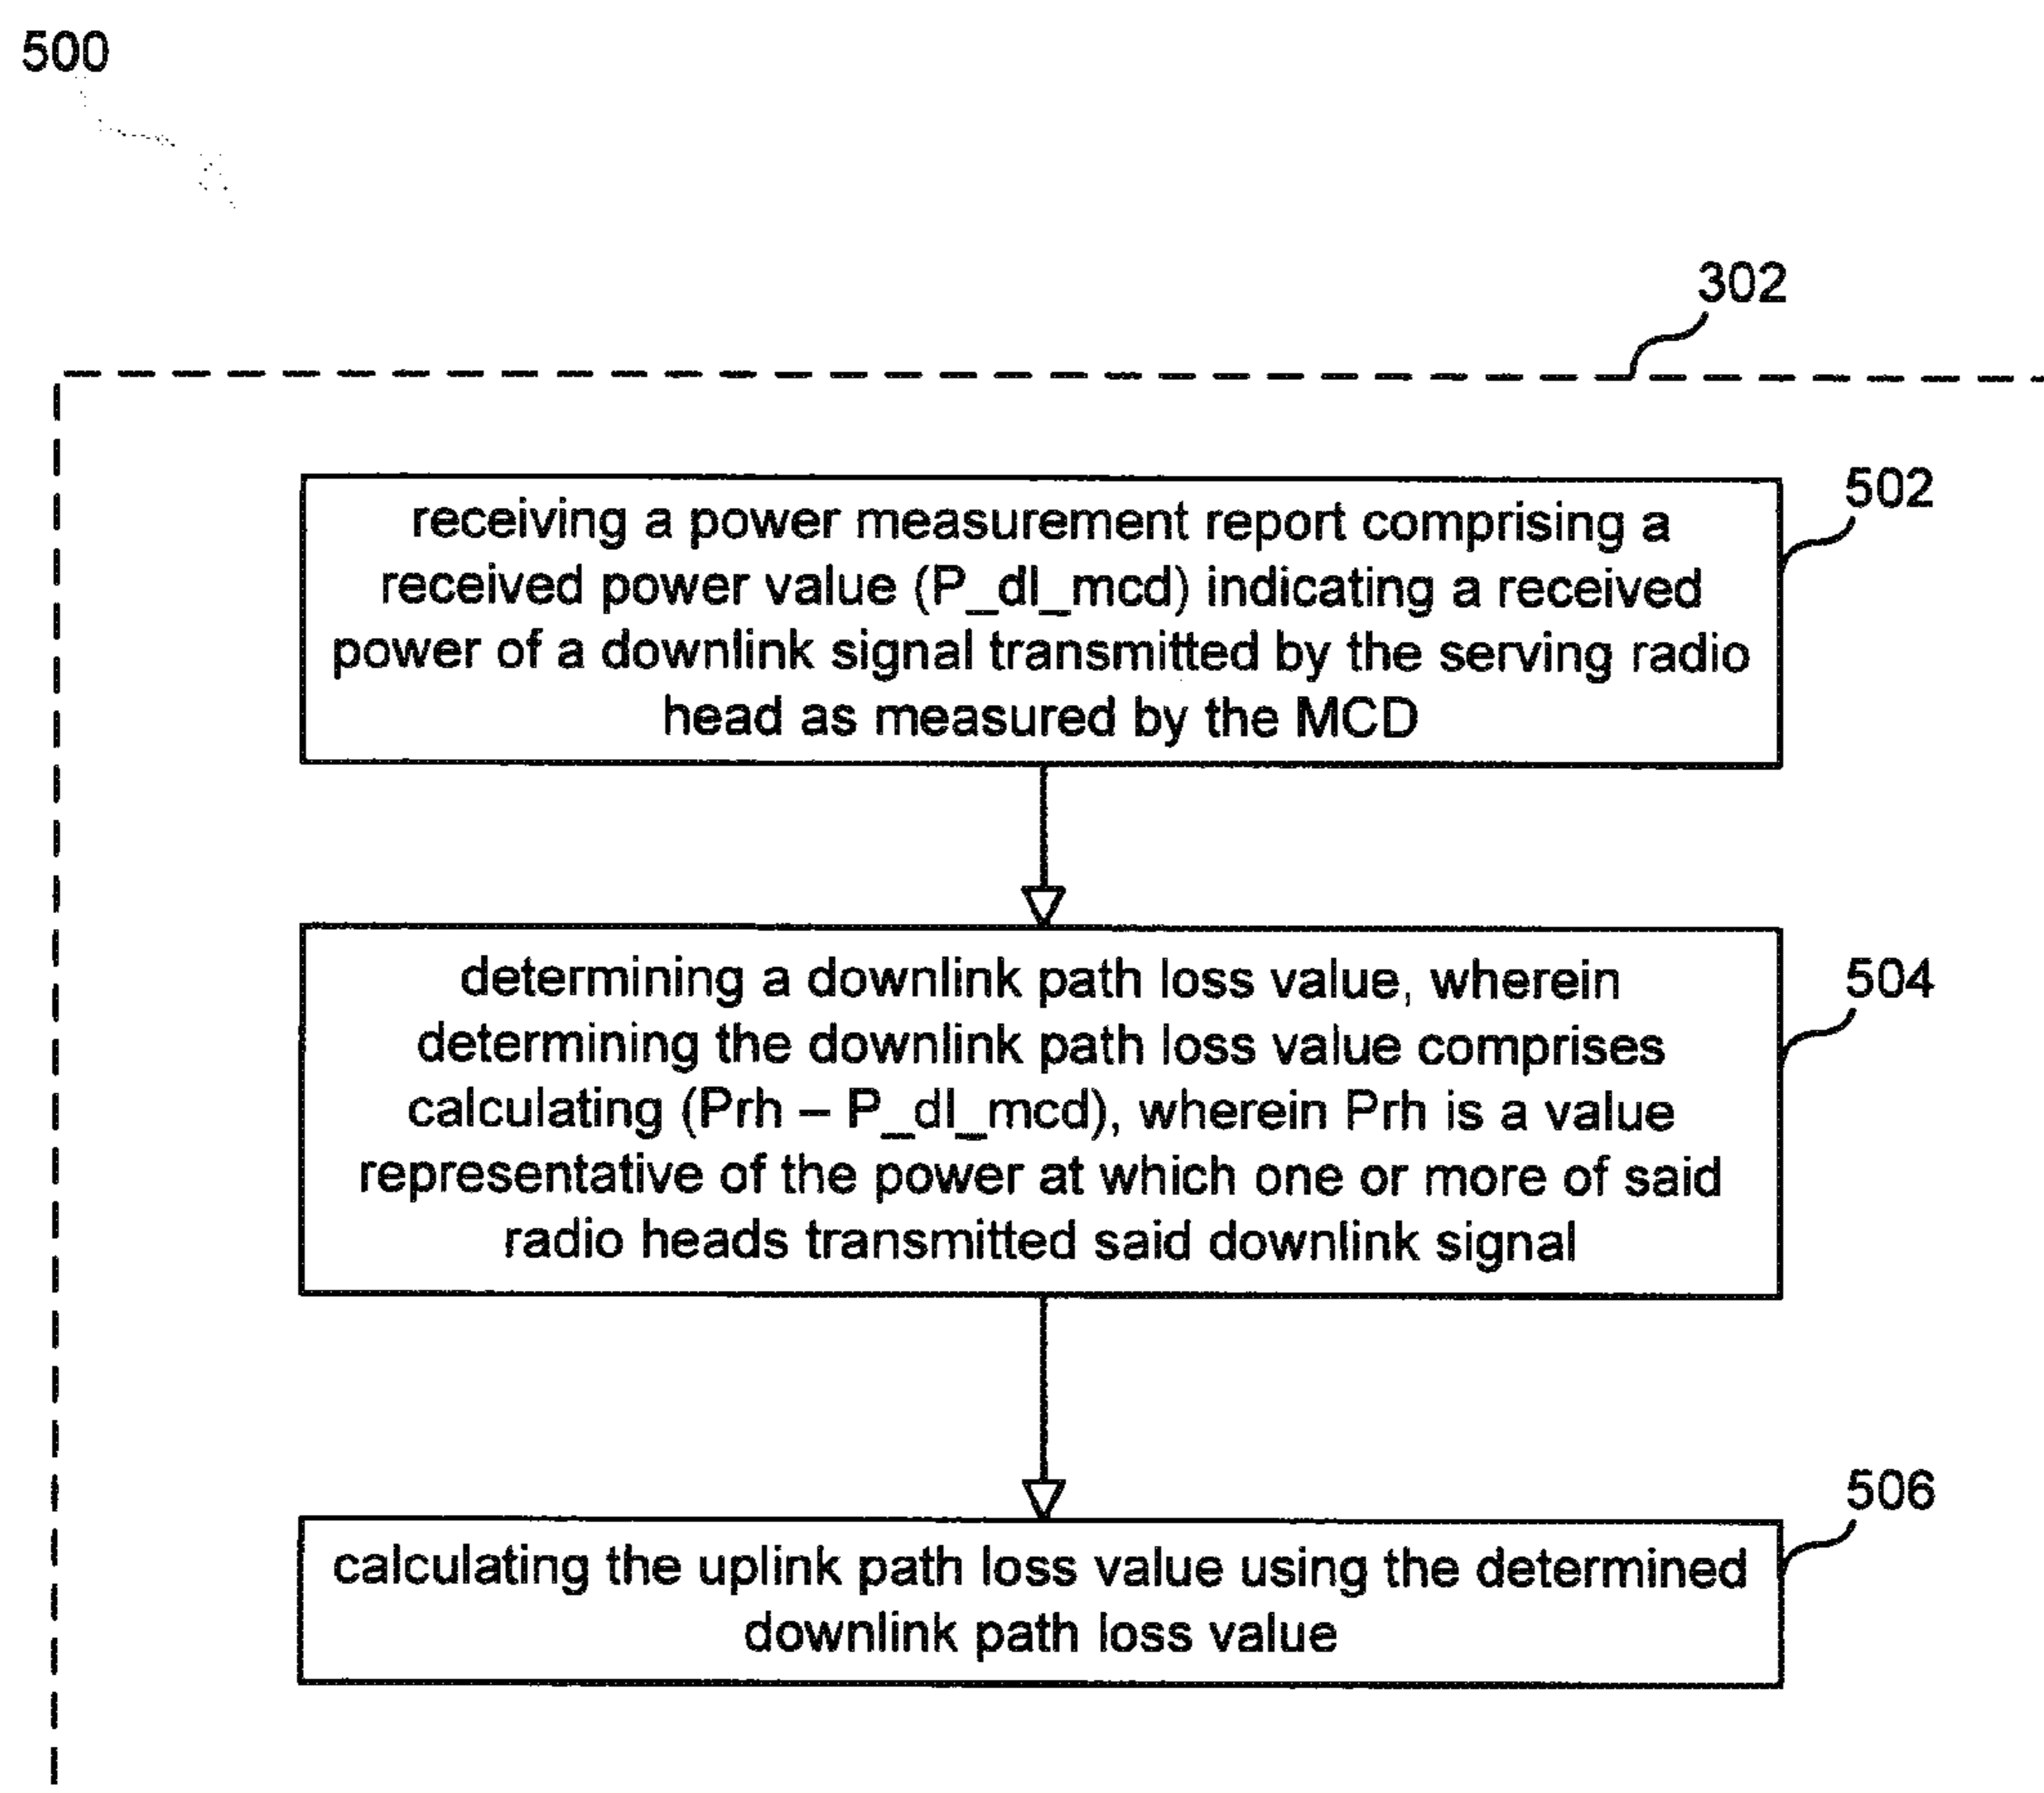 500
302
502
receiving a power measurement report comprising a
received power value (P_dl_mcd) indicating a received
power of a downlink signal transmitted by the serving radio
head as measured by the MCD
504
determining a downlink path loss value, wherein
determining the downlink path loss value comprises
calculating (Prh – P_dl_mcd), wherein Prh is a value
representative of the power at which one or more of said
radio heads transmitted said downlink signal
506
calculating the uplink path loss value using the determined
downlink path loss value